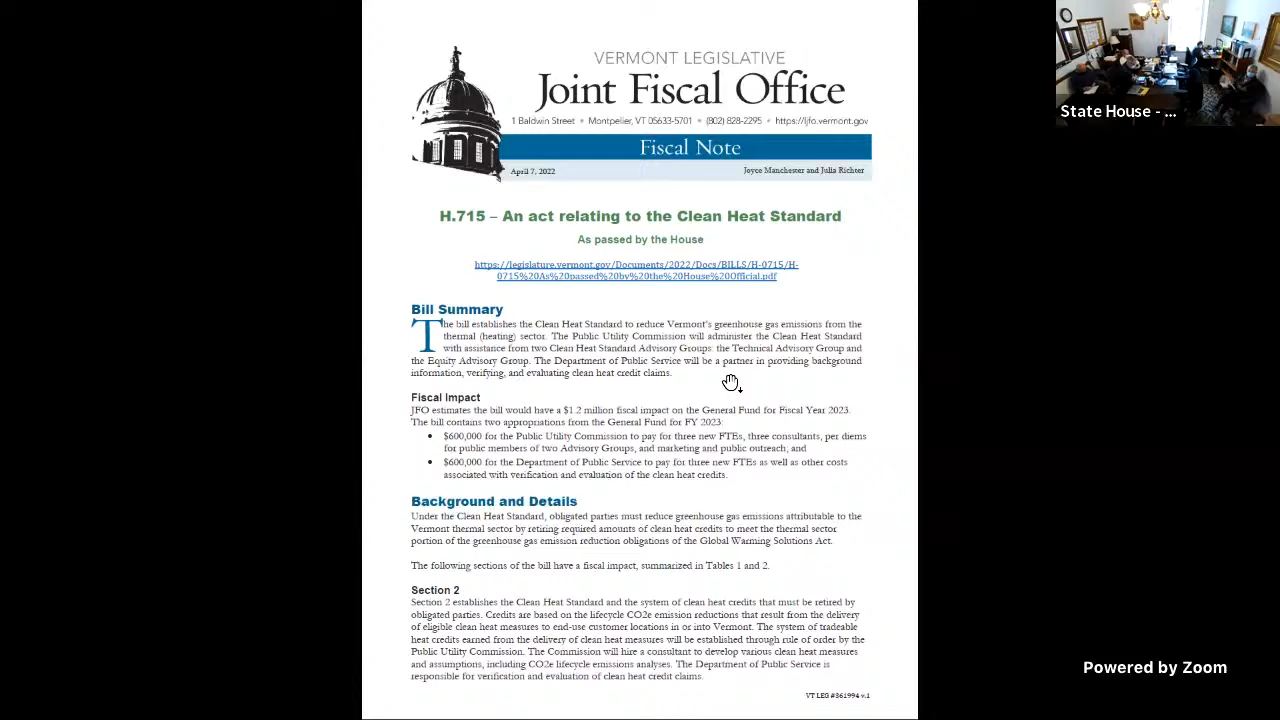 VERMONT LEGISLATIVE
Joint Fiscal Office
1 Baldwin Street • Montpelier, VT 05633-5701 • (802) 828-2295 • https://ljfo.vermont.gov
Fiscal Note
April 7, 2022
Joyce Manchester and Julia Richter
State House - ...
H.715 – An act relating to the Clean Heat Standard
As passed by the House
https://legislature.vermont.gov/Documents/2022/Docs/BILLS/H-0715/H-
0715%20As%20passed%20by%20the%20House%20Official.pdf
Bill Summary
The bill establishes the Clean Heat Standard to reduce Vermont's greenhouse gas emissions from the
thermal (heating) sector. The Public Utility Commission will administer the Clean Heat Standard
with assistance from two Clean Heat Standard Advisory Groups: the Technical Advisory Group and
the Equity Advisory Group. The Department of Public Service will be a partner in providing background
information, verifying, and evaluating clean heat credit claims.
Fiscal Impact
JFO estimates the bill would have a $1.2 million fiscal impact on the General Fund for Fiscal Year 2023.
The bill contains two appropriations from the General Fund for FY 2023:
• $600,000 for the Public Utility Commission to pay for three new FTEs, three consultants, per diems
for public members of two Advisory Groups, and marketing and public outreach; and
• $600,000 for the Department of Public Service to pay for three new FTEs as well as other costs
associated with verification and evaluation of the clean heat credits.
Background and Details
Under the Clean Heat Standard, obligated parties must reduce greenhouse gas emissions attributable to the
Vermont thermal sector by retiring required amounts of clean heat credits to meet the thermal sector
portion of the greenhouse gas emission reduction obligations of the Global Warming Solutions Act.
The following sections of the bill have a fiscal impact, summarized in Tables 1 and 2.
Section 2
Section 2 establishes the Clean Heat Standard and the system of clean heat credits that must be retired by
obligated parties. Credits are based on the lifecycle CO2e emission reductions that result from the delivery
of eligible clean heat measures to end-use customer locations in or into Vermont. The system of tradeable
heat credits earned from the delivery of clean heat measures will be established through rule of order by the
Public Utility Commission. The Commission will hire a consultant to develop various clean heat measures
and assumptions, including CO2e lifecycle emissions analyses. The Department of Public Service is
responsible for verification and evaluation of clean heat credit claims.
VT LEG #361994 v.1
Powered by Zoom